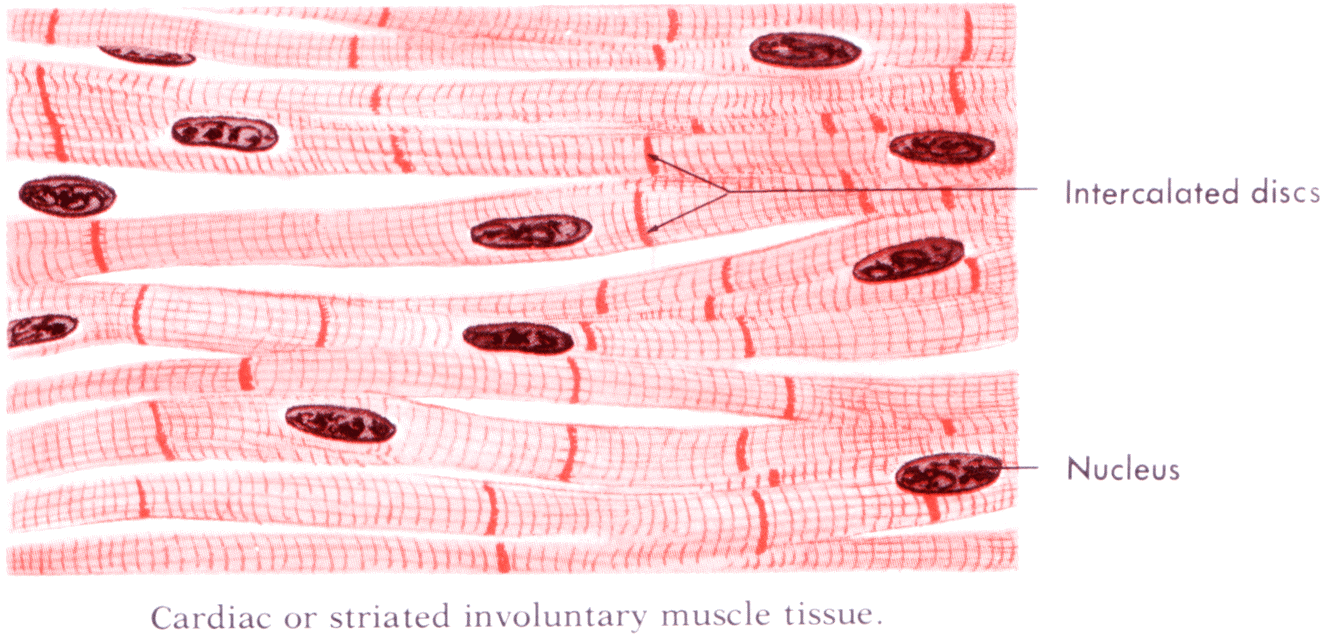 Intercalated discs
Nucleus
Cardiac or striated involuntary muscle tissue.